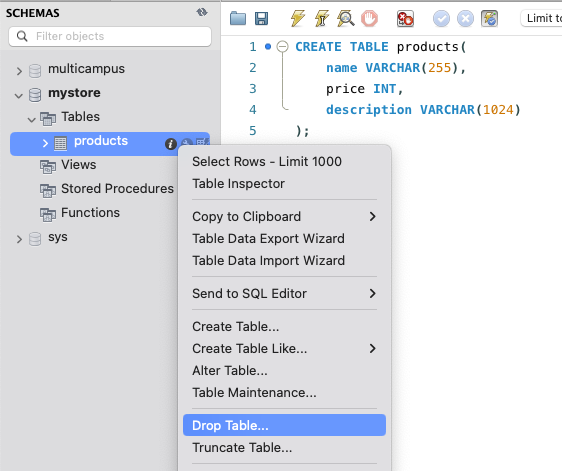 SCHEMAS
Filter objects
multicampus
mystore
Tables
products
Views
Stored Procedures
Functions
sys
Limit to
1 CREATE TABLE products(
2 name VARCHAR(255),
3 price INT,
4 description VARCHAR(1024)
5 );
Select Rows - Limit 1000
Table Inspector
Copy to Clipboard
Table Data Export Wizard
Table Data Import Wizard
Send to SQL Editor
Create Table...
Create Table Like...
Alter Table...
Table Maintenance...
Drop Table...
Truncate Table...